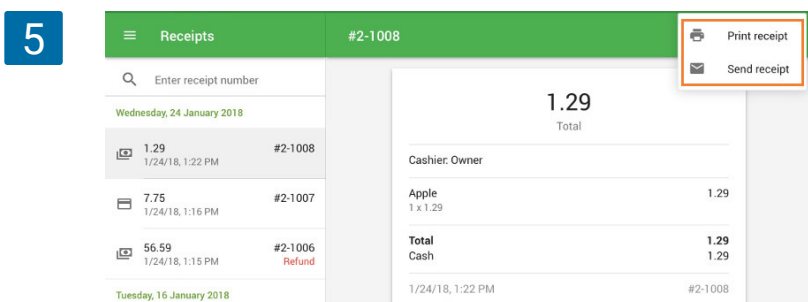 5
Receipts
Enter receipt number
Wednesday, 24 January 2018
1.29 #2-1008
1/24/18, 1:22 PM
7.75 #2-1007
1/24/18, 1:16 PM
56.59 #2-1006
1/24/18, 1:15 PM Refund
Tuesday, 16 January 2018
#2-1008
Print receipt
Send receipt
1.29
Total
Cashier: Owner
Apple 1.29
1 x 1.29
Total 1.29
Cash 1.29
1/24/18, 1:22 PM #2-1008